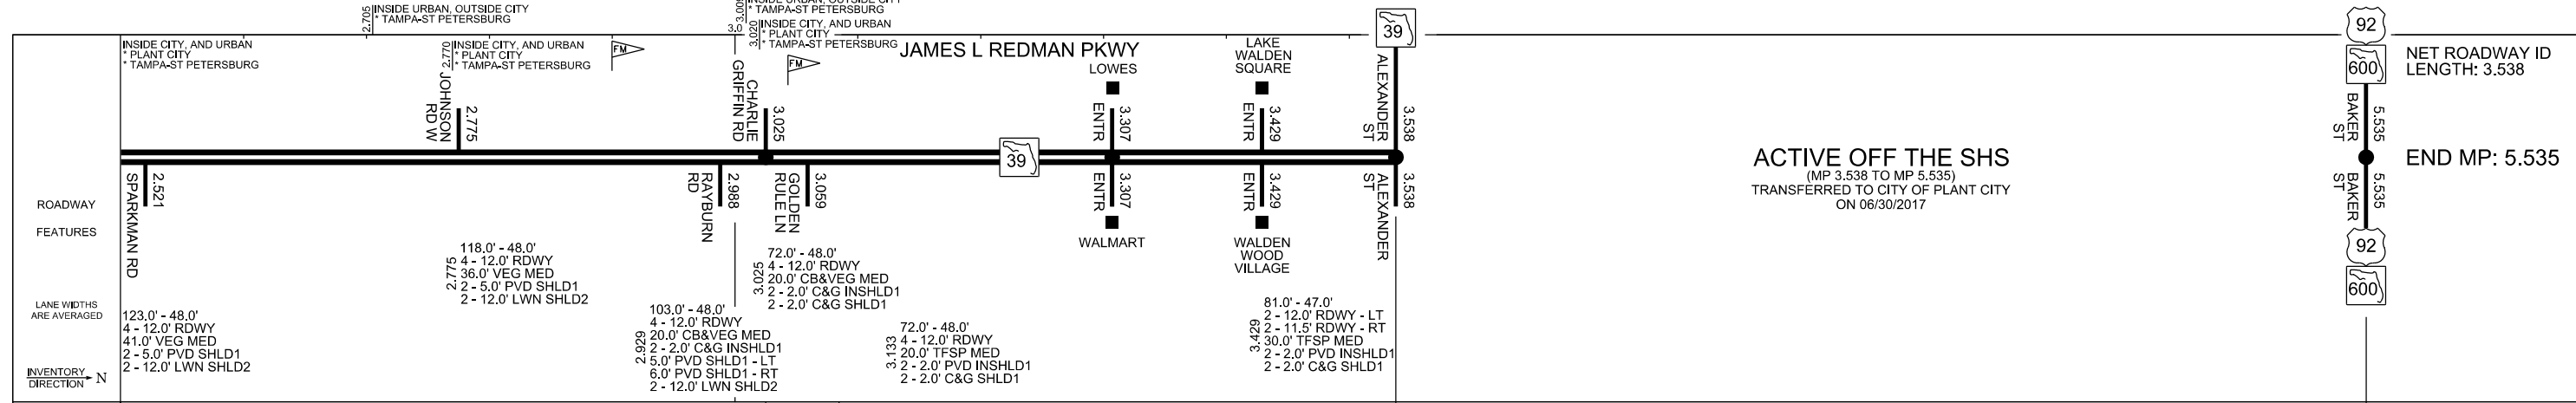 2.705
INSIDE URBAN, OUTSIDE CITY
* TAMPA-ST PETERSBURG
3.009
INSIDE URBAN, OUTSIDE CITY
* TAMPA-ST PETERSBURG
3.0
3.020
INSIDE CITY, AND URBAN
* PLANT CITY
* TAMPA-ST PETERSBURG
INSIDE CITY, AND URBAN
* PLANT CITY
* TAMPA-ST PETERSBURG
2.770
INSIDE CITY, AND URBAN
* PLANT CITY
* TAMPA-ST PETERSBURG
FM
FM
JAMES L REDMAN PKWY
39
92
600
NET ROADWAY ID
LENGTH: 3.538
JOHNSON
RD W
2.775
GRIFFIN RD
CHARLIE
3.025
LOWES
ENTR
3.307
LAKE
WALDEN
SQUARE
ENTR
3.429
ALEXANDER
ST
3.538
BAKER
ST
5.535
39
ACTIVE OFF THE SHS
(MP 3.538 TO MP 5.535)
TRANSFERRED TO CITY OF PLANT CITY
ON 06/30/2017
END MP: 5.535
ROADWAY
FEATURES
SPARKMAN RD
2.521
RAYBURN
RD
2.988
GOLDEN
RULE LN
3.059
ENTR
3.307
WALMART
ENTR
3.429
WALDEN
WOOD
VILLAGE
ALEXANDER
ST
3.538
BAKER
ST
5.535
92
600
LANE WIDTHS
ARE AVERAGED
INVENTORY
DIRECTION
N
123.0' - 48.0'
4 - 12.0' RDWY
41.0' VEG MED
2 - 5.0' PVD SHLD1
2 - 12.0' LWN SHLD2
2.775
118.0' - 48.0'
4 - 12.0' RDWY
36.0' VEG MED
2 - 5.0' PVD SHLD1
2 - 12.0' LWN SHLD2
2.929
103.0' - 48.0'
4 - 12.0' RDWY
20.0' CB&VEG MED
2 - 2.0' C&G INSHLD1
5.0' PVD SHLD1 - LT
6.0' PVD SHLD1 - RT
2 - 12.0' LWN SHLD2
3.025
72.0' - 48.0'
4 - 12.0' RDWY
20.0' CB&VEG MED
2 - 2.0' C&G INSHLD1
2 - 2.0' C&G SHLD1
3.133
72.0' - 48.0'
4 - 12.0' RDWY
20.0' TFSP MED
2 - 2.0' PVD INSHLD1
2 - 2.0' C&G SHLD1
3.429
81.0' - 47.0'
2 - 12.0' RDWY - LT
2 - 11.5' RDWY - RT
30.0' TFSP MED
2 - 2.0' PVD INSHLD1
2 - 2.0' C&G SHLD1